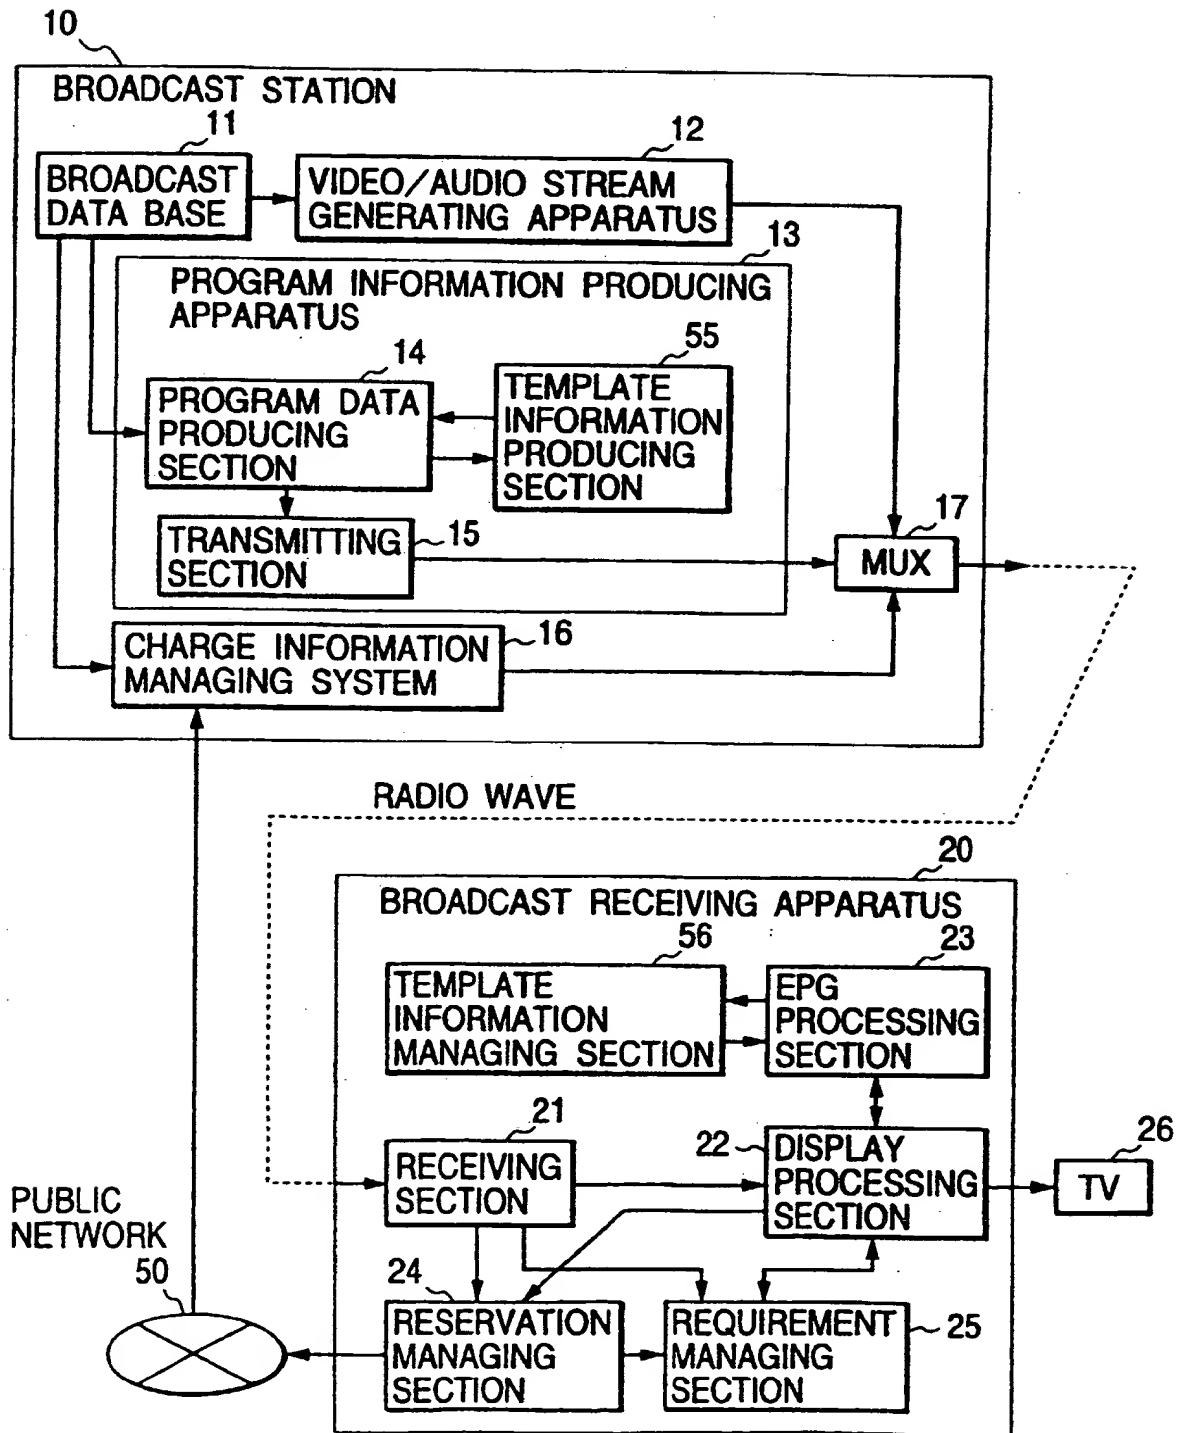 10
BROADCAST STATION
11
12
BROADCAST
DATA BASE
VIDEO/AUDIO STREAM
GENERATING APPARATUS
13
PROGRAM INFORMATION PRODUCING
APPARATUS
14
55
PROGRAM DATA
PRODUCING
SECTION
TEMPLATE
INFORMATION
PRODUCING
SECTION
TRANSMITTING
SECTION
15
17
MUX
CHARGE INFORMATION
MANAGING SYSTEM
16
RADIO WAVE
20
BROADCAST RECEIVING APPARATUS
56
23
TEMPLATE
INFORMATION
MANAGING SECTION
EPG
PROCESSING
SECTION
21
RECEIVING
SECTION
22
DISPLAY
PROCESSING
SECTION
26
TV
PUBLIC
NETWORK
50
24
RESERVATION
MANAGING
SECTION
REQUIREMENT
MANAGING
SECTION
25